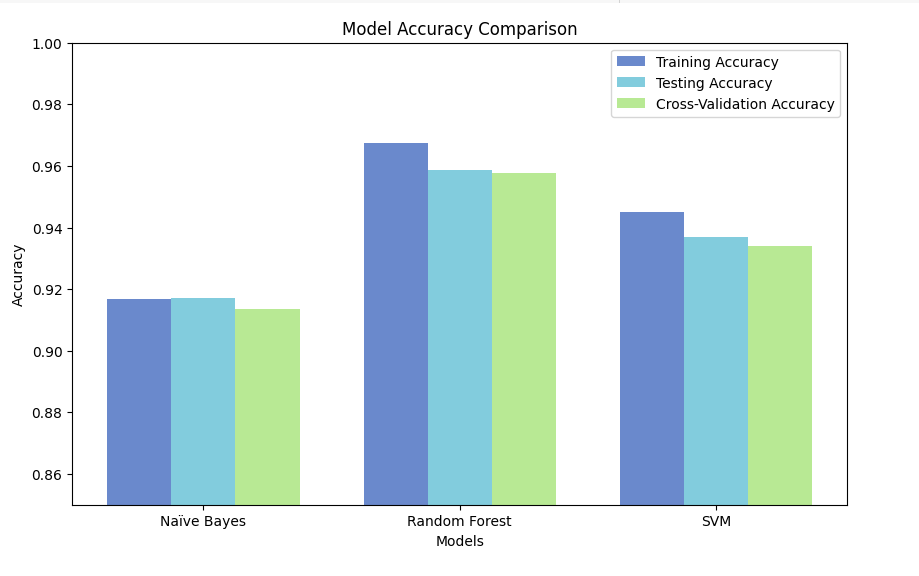 Model Accuracy Comparison
1.00
0.98
0.96
0.94
0.92
0.90
0.88
0.86
Accuracy
Training Accuracy
Testing Accuracy
Cross-Validation Accuracy
Naïve Bayes
Random Forest
SVM
Models